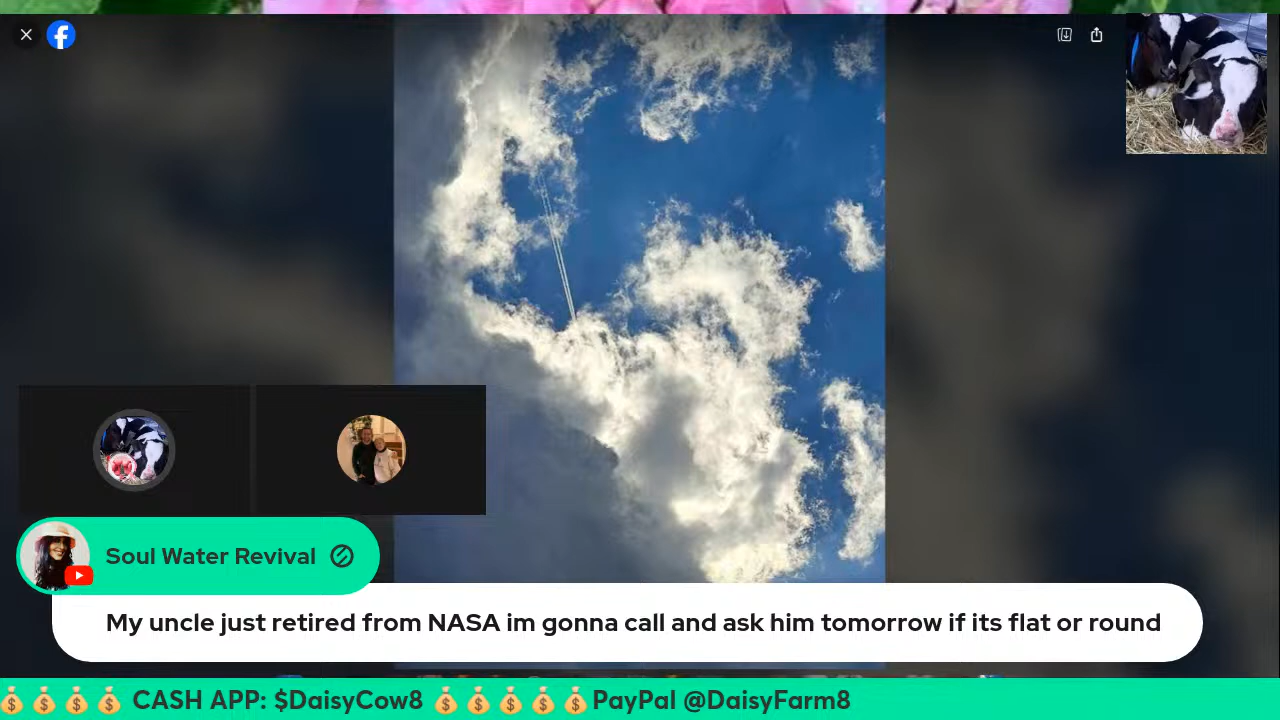 Soul Water Revival
My uncle just retired from NASA im gonna call and ask him tomorrow if its flat or round
💰 💰 💰 💰 CASH APP: $DaisyCow8 💰 💰 💰 💰 💰 PayPal @DaisyFarm8